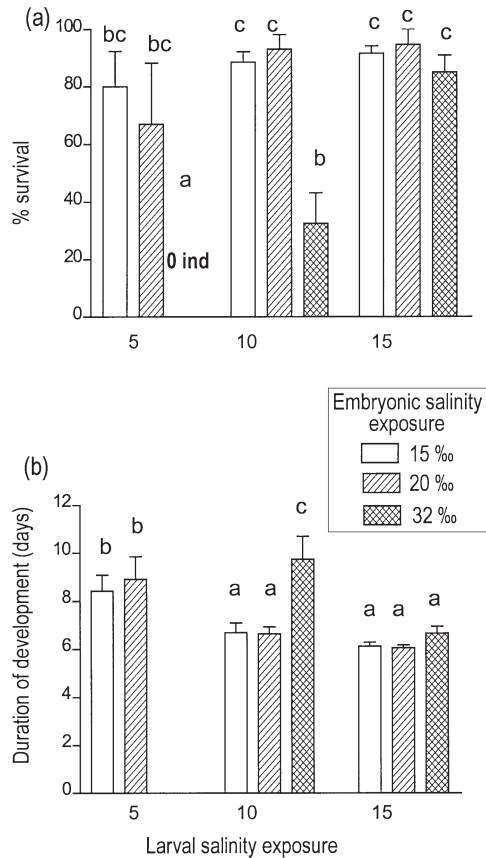 (a)
bc bc c c c c c
a b
0 ind
% survival
100
80
60
40
20
00
5 10 15
Embryonic salinity
exposure
15 ‰
20 ‰
32 ‰
(b)
b b a a c a a a
Duration of development (days)
12
10
8
6
4
2
0
5 10 15
Larval salinity exposure